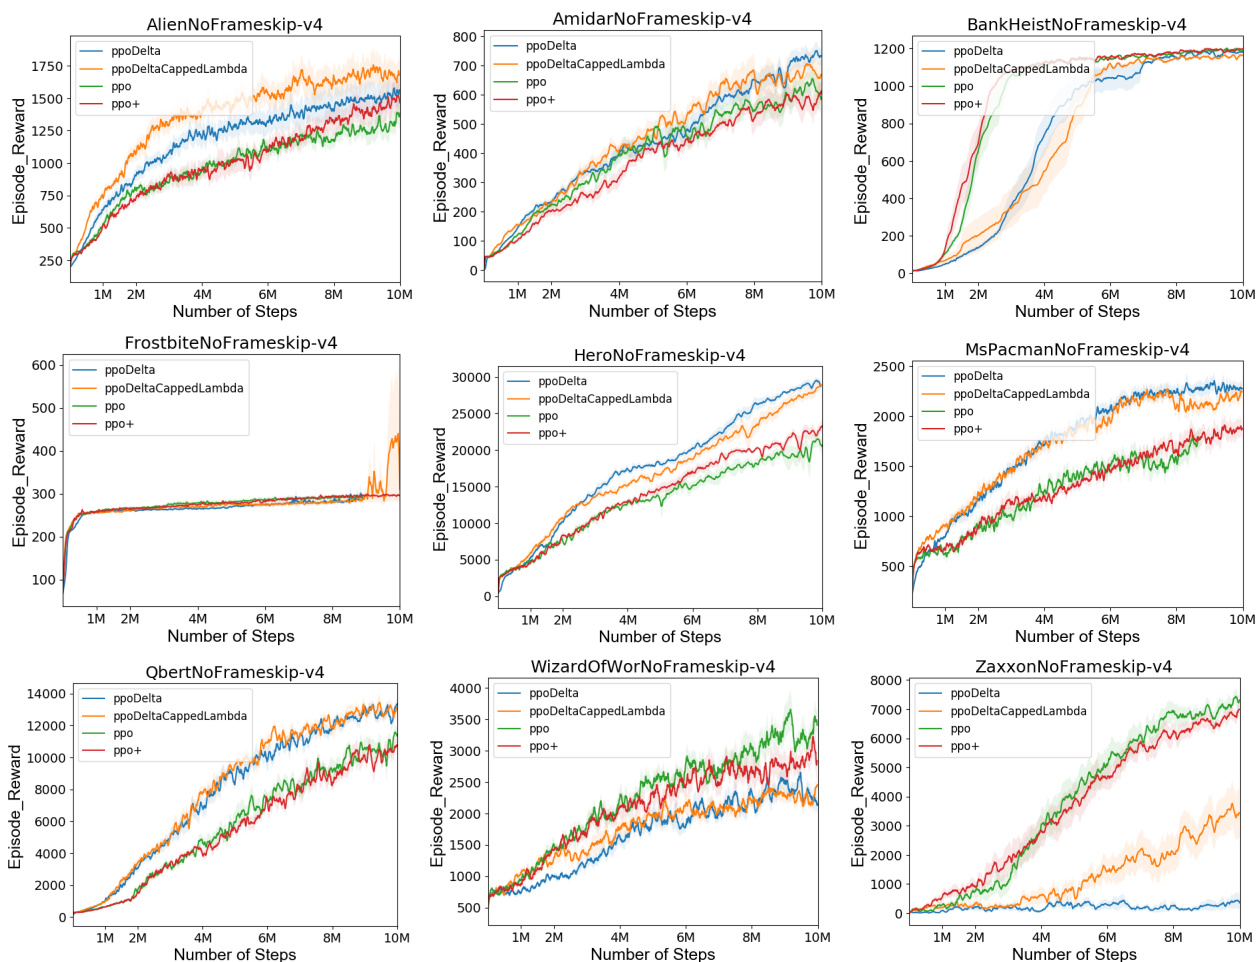 AlienNoFrameskip-v4
ppoDelta
ppoDeltaCappedLambda
ppo
ppo+
Episode_Reward
1750
1500
1250
1000
750
500
250
1M 2M 4M 6M 8M 10M
Number of Steps
AmidarNoFrameskip-v4
ppoDelta
ppoDeltaCappedLambda
ppo
ppo+
Episode_Reward
800
700
600
500
400
300
200
100
0
1M 2M 4M 6M 8M 10M
Number of Steps
BankHeistNoFrameskip-v4
ppoDelta
ppoDeltaCappedLambda
ppo
ppo+
Episode_Reward
1200
1000
800
600
400
200
0
1M 2M 4M 6M 8M 10M
Number of Steps
FrostbiteNoFrameskip-v4
ppoDelta
ppoDeltaCappedLambda
ppo
ppo+
Episode_Reward
600
500
400
300
200
100
1M 2M 4M 6M 8M 10M
Number of Steps
HeroNoFrameskip-v4
ppoDelta
ppoDeltaCappedLambda
ppo
ppo+
Episode_Reward
30000
25000
20000
15000
10000
5000
0
1M 2M 4M 6M 8M 10M
Number of Steps
MsPacmanNoFrameskip-v4
ppoDelta
ppoDeltaCappedLambda
ppo
ppo+
Episode_Reward
2500
2000
1500
1000
500
1M 2M 4M 6M 8M 10M
Number of Steps
QbertNoFrameskip-v4
ppoDelta
ppoDeltaCappedLambda
ppo
ppo+
Episode_Reward
14000
12000
10000
8000
6000
4000
2000
0
1M 2M 4M 6M 8M 10M
Number of Steps
WizardOfWorNoFrameskip-v4
ppoDelta
ppoDeltaCappedLambda
ppo
ppo+
Episode_Reward
4000
3500
3000
2500
2000
1500
1000
500
1M 2M 4M 6M 8M 10M
Number of Steps
ZaxxonNoFrameskip-v4
ppoDelta
ppoDeltaCappedLambda
ppo
ppo+
Episode_Reward
8000
7000
6000
5000
4000
3000
2000
1000
0
1M 2M 4M 6M 8M 10M
Number of Steps